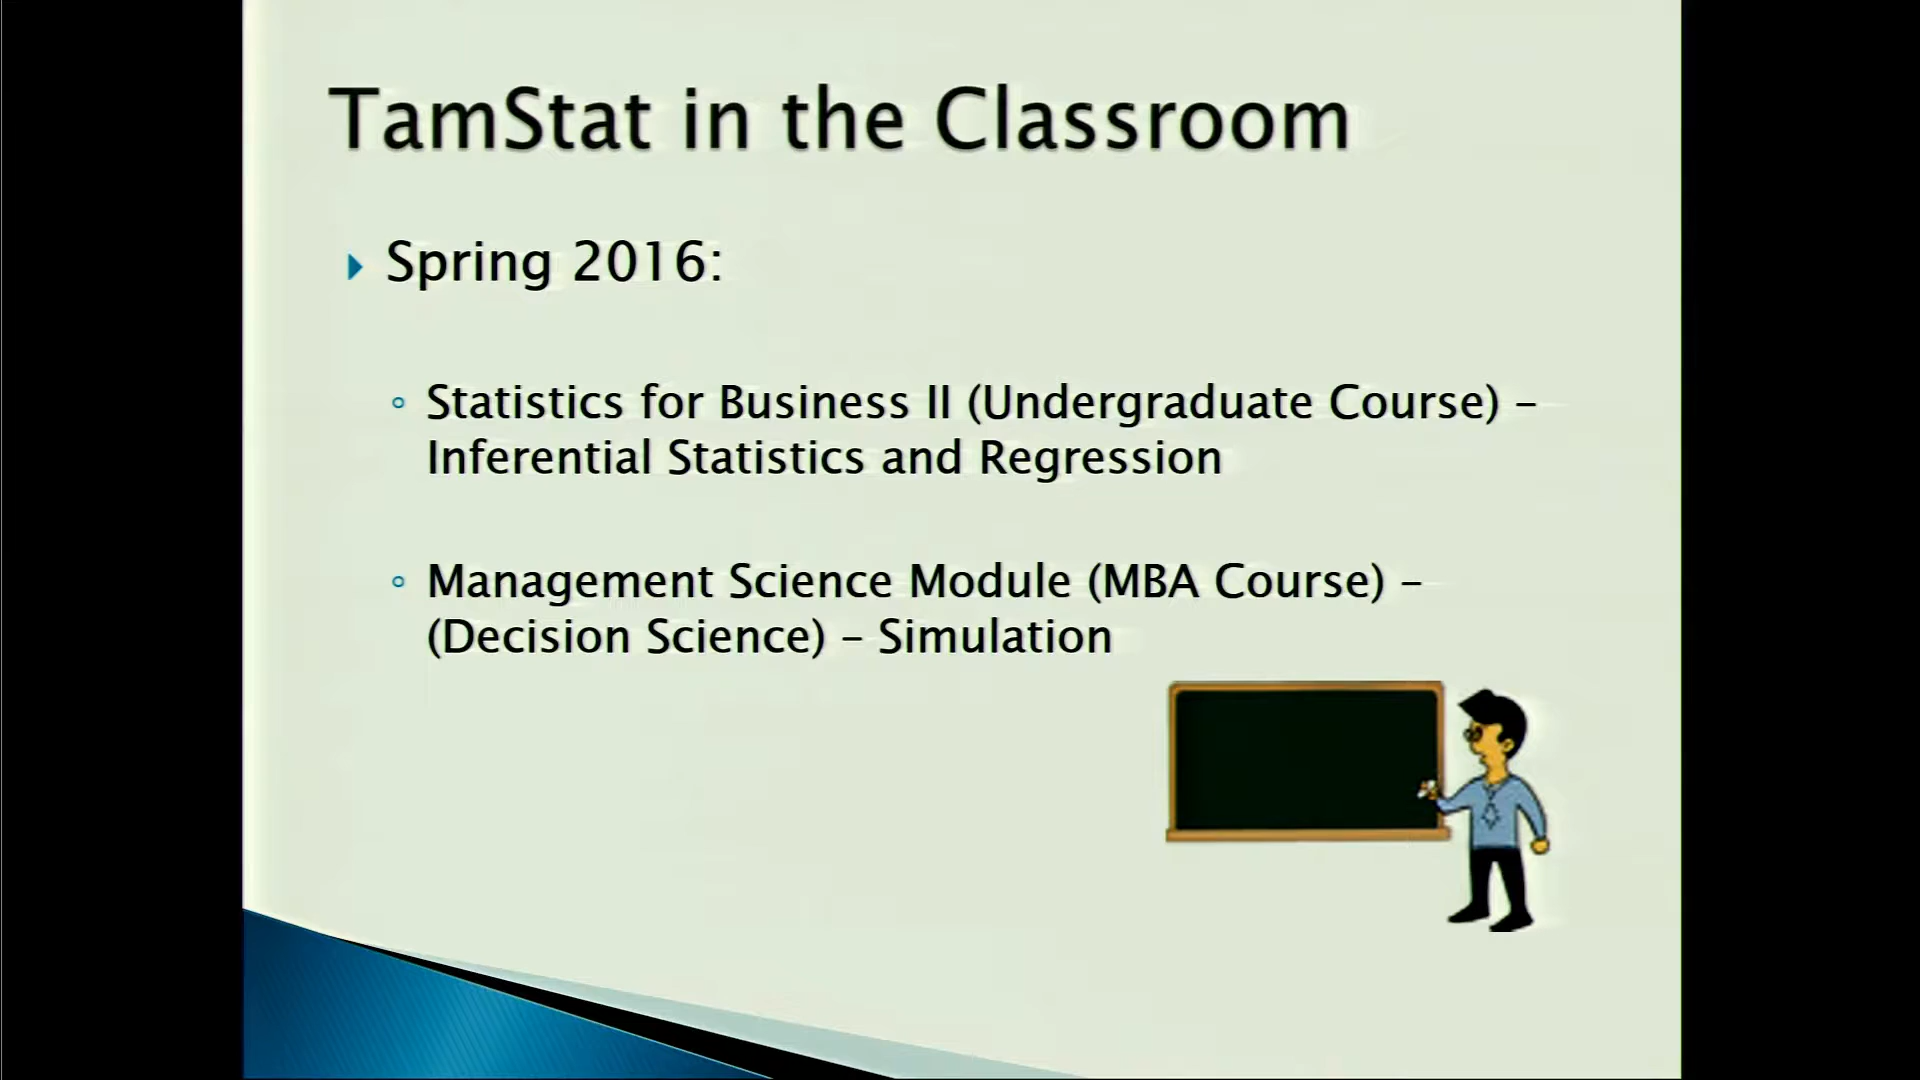 TamStat in the Classroom
Spring 2016:
Statistics for Business II (Undergraduate Course) –
Inferential Statistics and Regression
Management Science Module (MBA Course) –
(Decision Science) – Simulation